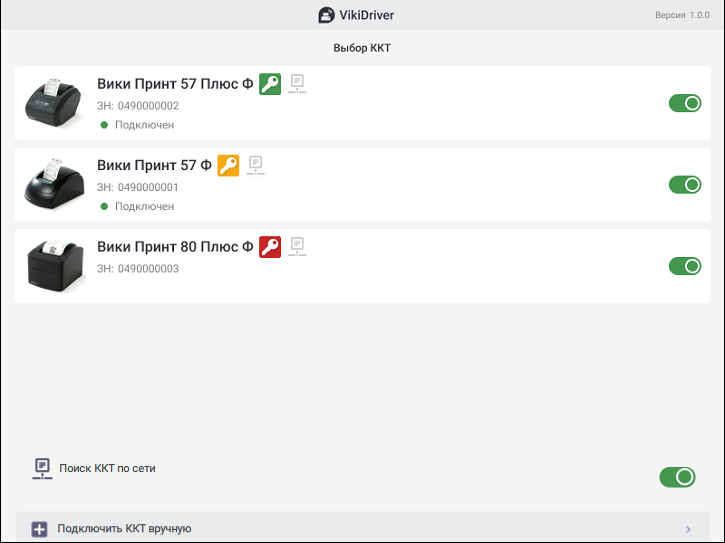 VikiDriver
Версия 1.0.0
Выбор ККТ
Вики Принт 57 Плюс Ф
ЗН: 0490000002
Подключен
Вики Принт 57 Ф
ЗН: 0490000001
Подключен
Вики Принт 80 Плюс Ф
ЗН: 0490000003
Поиск ККТ по сети
Подключить ККТ вручную